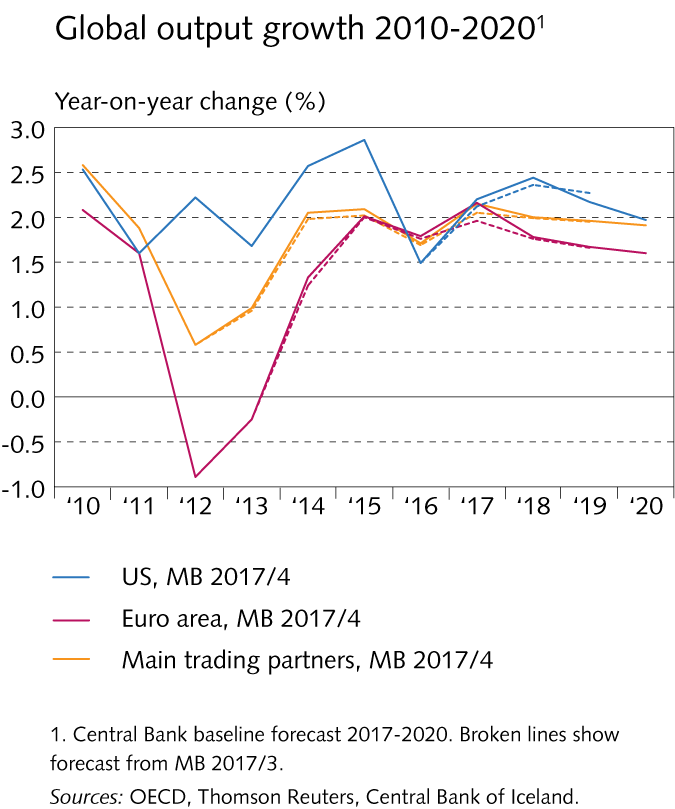 Global output growth 2010-2020¹
Year-on-year change (%)
3.0
2.5
2.0
1.5
1.0
0.5
0.0
-0.5
-1.0
‘10 ‘11 ‘12 ‘13 ‘14 ‘15 ‘16 ‘17 ‘18 ‘19 ‘20
US, MB 2017/4
Euro area, MB 2017/4
Main trading partners, MB 2017/4
1. Central Bank baseline forecast 2017-2020. Broken lines show
forecast from MB 2017/3.
Sources: OECD, Thomson Reuters, Central Bank of Iceland.